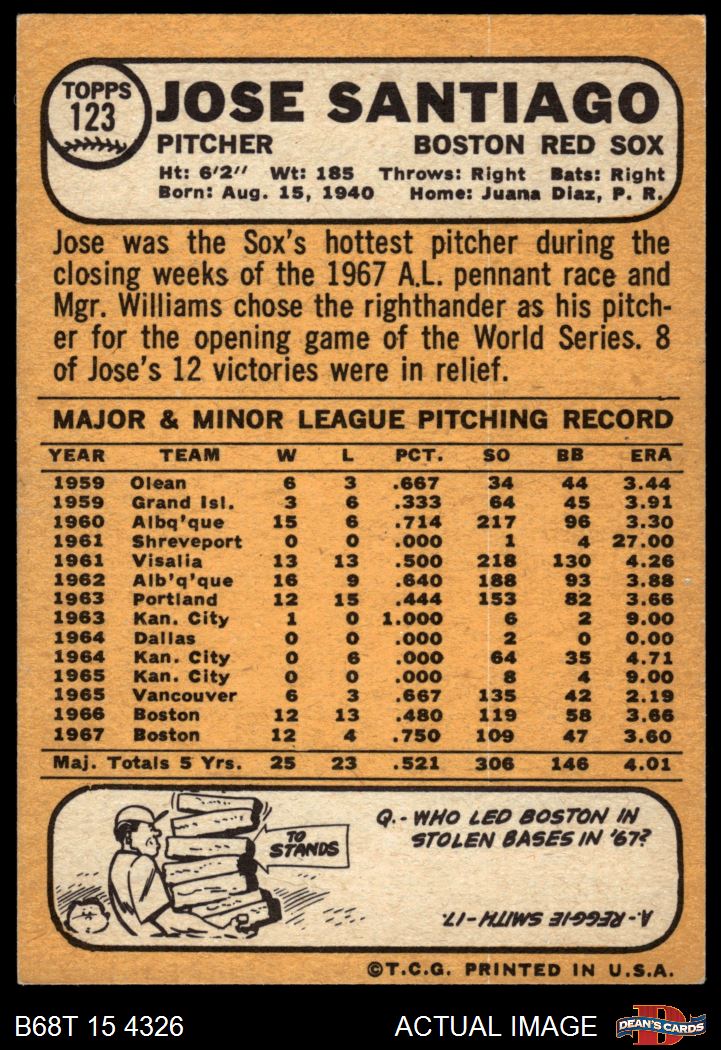 TOPPS
123
JOSE SANTIAGO
PITCHER BOSTON RED SOX
Ht: 6'2" Wt: 185 Throws: Right Bats: Right
Born: Aug. 15, 1940 Home: Juana Diaz, P. R.
Jose was the Sox's hottest pitcher during the
closing weeks of the 1967 A.L. pennant race and
Mgr. Williams chose the righthander as his pitch-
er for the opening game of the World Series. 8
of Jose's 12 victories were in relief.
MAJOR & MINOR LEAGUE PITCHING RECORD
YEAR TEAM W L PCT. SO BB ERA
1959 Olean 6 3 .667 34 44 3.44
1959 Grand Isl. 3 6 .333 64 45 3.91
1960 Albq'que 15 6 .714 217 96 3.30
1961 Shreveport 0 0 .000 1 4 27.00
1961 Visalia 13 13 .500 218 130 4.26
1962 Alb'q'que 16 9 .640 188 93 3.88
1963 Portland 12 15 .444 153 82 3.66
1963 Kan. City 1 0 1.000 6 2 9.00
1964 Dallas 0 0 .000 2 0 0.00
1964 Kan. City 0 6 .000 64 35 4.71
1965 Kan. City 0 0 .000 8 4 9.00
1965 Vancouver 6 3 .667 135 42 2.19
1966 Boston 12 13 .480 119 58 3.66
1967 Boston 12 4 .750 109 47 3.60
Maj. Totals 5 Yrs. 25 23 .521 306 146 4.01
TO
STANDS
Q.- WHO LED BOSTON IN
STOLEN BASES IN '67?
A.- REGGIE SMITH-17.
©T.C.G. PRINTED IN U.S.A.
B68T 15 4326 ACTUAL IMAGE
D
DEAN'S CARDS